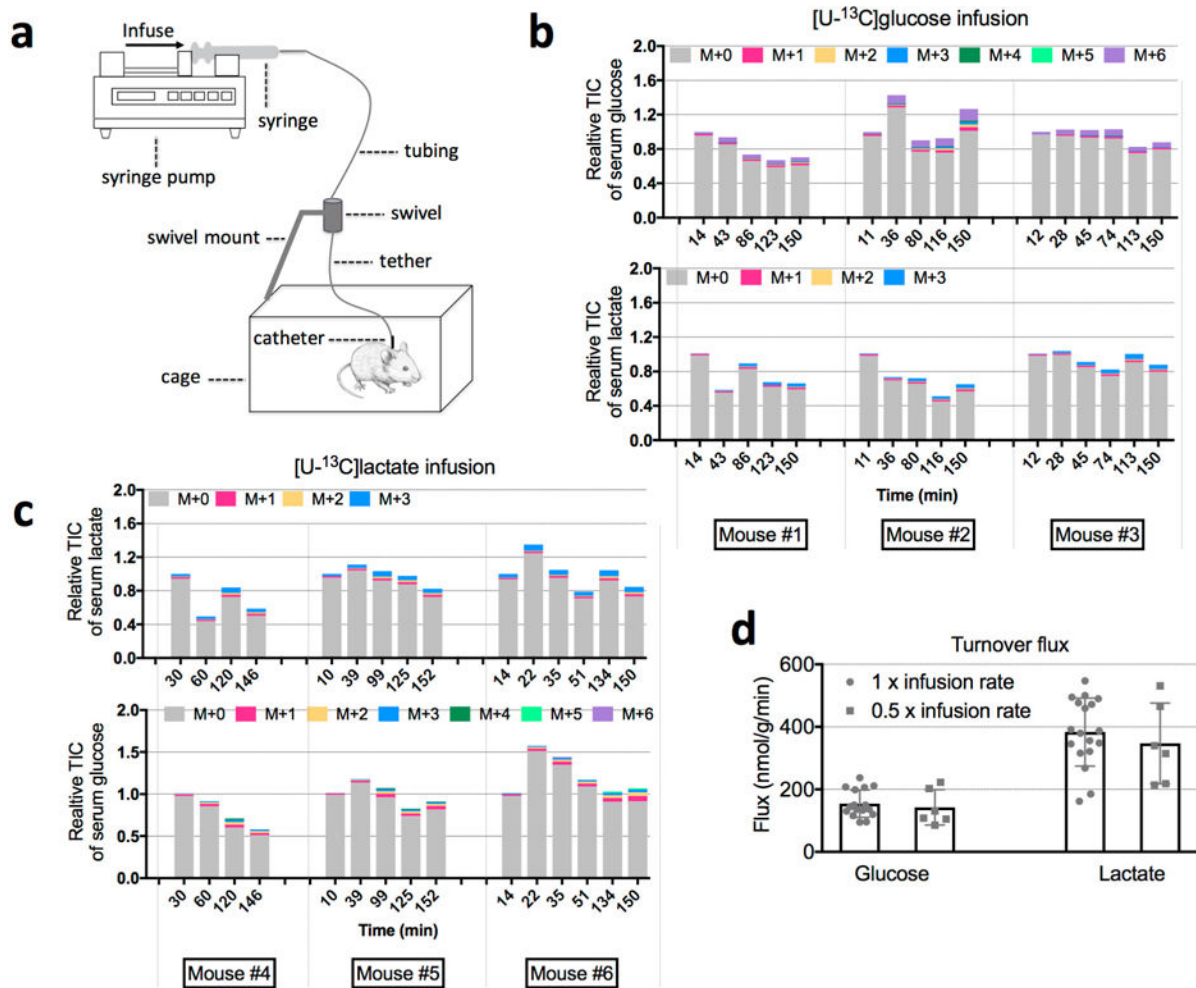 a
Infuse
syringe
syringe pump
tubing
swivel
swivel mount
tether
catheter
cage
b
[U-¹³C]glucose infusion
Realtive TIC
of serum glucose
2.0
1.6
1.2
0.8
0.4
0.0
M+0 M+1 M+2 M+3 M+4 M+5 M+6
14 43 86 123 150 11 36 80 116 150 12 28 45 74 113 150
Realtive TIC
of serum lactate
2.0
1.6
1.2
0.8
0.4
0.0
M+0 M+1 M+2 M+3
14 43 86 123 150 11 36 80 116 150 12 28 45 74 113 150
Time (min)
Mouse #1 Mouse #2 Mouse #3
c
[U-¹³C]lactate infusion
Relative TIC
of serum lactate
2.0
1.6
1.2
0.8
0.4
0.0
M+0 M+1 M+2 M+3
30 60 120 146 10 39 99 125 152 14 22 35 51 134 150
Relative TIC
of serum glucose
2.0
1.5
1.0
0.5
0.0
M+0 M+1 M+2 M+3 M+4 M+5 M+6
30 60 120 146 10 39 99 125 152 14 22 35 51 134 150
Time (min)
Mouse #4 Mouse #5 Mouse #6
d
Turnover flux
Flux (nmol/g/min)
600
400
200
0
1 x infusion rate
0.5 x infusion rate
Glucose Lactate